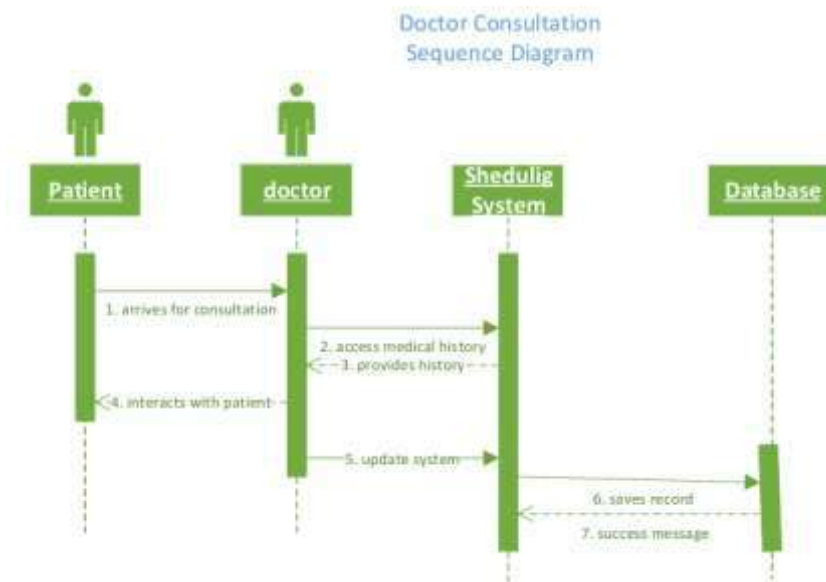 Doctor Consultation
Sequence Diagram
Patient
doctor
Shedulig
System
Database
1. arrives for consultation
2. access medical history
3. provides history
4. interacts with patient
5. update system
6. saves record
7. success message